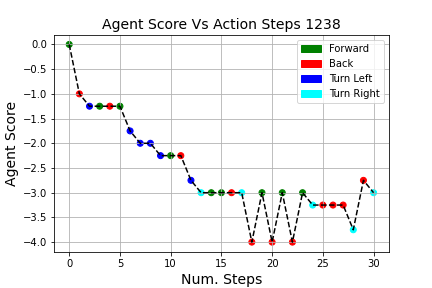 Agent Score Vs Action Steps 1238
Agent Score
0.0
−0.5
−1.0
−1.5
−2.0
−2.5
−3.0
−3.5
−4.0
Forward
Back
Turn Left
Turn Right
0 5 10 15 20 25 30
Num. Steps